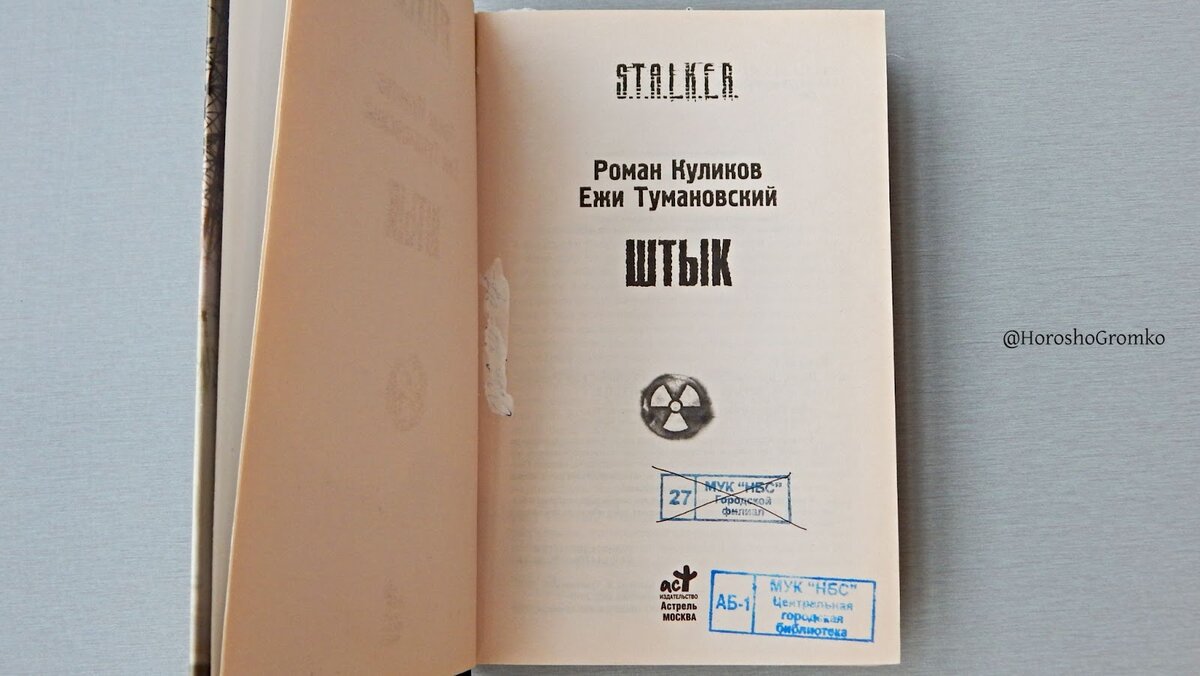 S.T.A.L.K.E.R.
Роман Куликов
Ежи Тумановский
ШТЫК
@HoroshoGromko
27
МУК "НБС"
Городской
филиал
аст
ИЗДАТЕЛЬСТВО
Астрель
МОСКВА
АБ-1
МУК "НБС"
Центральная
городская
библиотека